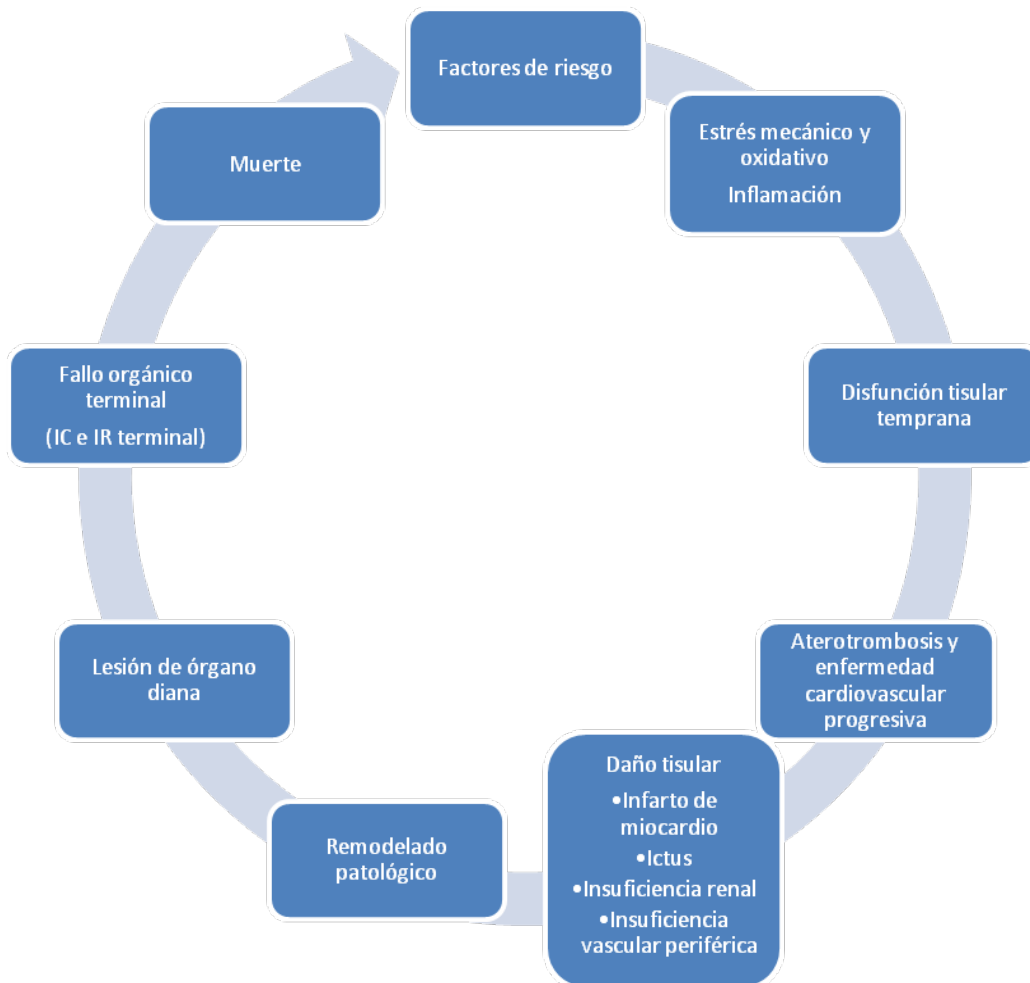 Factores de riesgo
Estrés mecánico y
oxidativo
Inflamación
Disfunción tisular
temprana
Aterotrombosis y
enfermedad
cardiovascular
progresiva
Daño tisular
•Infarto de
miocardio
•Ictus
•Insuficiencia renal
•Insuficiencia
vascular periférica
Remodelado
patológico
Lesión de órgano
diana
Fallo orgánico
terminal
(IC e IR terminal)
Muerte